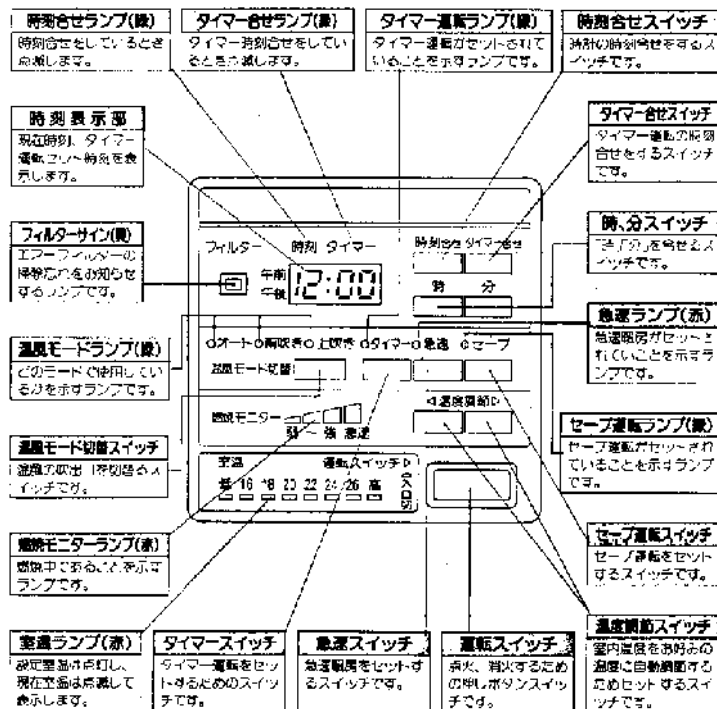 時刻合せランプ(緑)
時刻合せをしているとき
点滅します。
タイマー合せランプ(緑)
タイマー時刻合せをしてい
るとき点滅します。
タイマー運転ランプ(緑)
タイマー運転がセットされて
いることを示すランプです。
時刻合せスイッチ
時計の時刻合せをするス
イッチです。
時刻表示部
現在時刻、タイマー
運転セット時刻を表
示します。
タイマー合せスイッチ
タイマー運転の時刻
合せをするスイッチ
です。
フィルターサイン(黄)
エアーフィルターの
掃除忘れをお知らせ
するランプです。
時、分スイッチ
「時」「分」を合せるス
イッチです。
フィルター 時刻 タイマー
時刻合せ タイマー合せ
午前
午後
12:00
時 分
オート 両吹き 上吹き タイマー 急速 セーブ
温風モード切替
燃焼モニター
弱 強 急速
◁温度調節▷
室温 運転スイッチ▷
低 16 18 20 22 24 26 高
急速ランプ(赤)
急速暖房がセットさ
れていることを示すラ
ンプです。
温風モードランプ(緑)
どのモードで使用してい
るかを示すランプです。
セーブ運転ランプ(緑)
セーブ運転がセットされ
ていることを示すランプ
です。
温風モード切替スイッチ
温風の吹出口を切替るス
イッチです。
燃焼モニターランプ(赤)
燃焼中であることを示す
ランプです。
セーブ運転スイッチ
セーブ運転をセット
するスイッチです。
室温ランプ(赤)
設定室温は点灯し、
現在室温は点滅して
表示します。
タイマースイッチ
タイマー運転をセッ
トするためのスイッ
チです。
急速スイッチ
急速暖房をセットす
るスイッチです。
運転スイッチ
点火、消火するため
の押しボタンスイッ
チです。
温度調節スイッチ
室内温度をお好みの
温度に自動調節する
ためセットするスイ
ッチです。